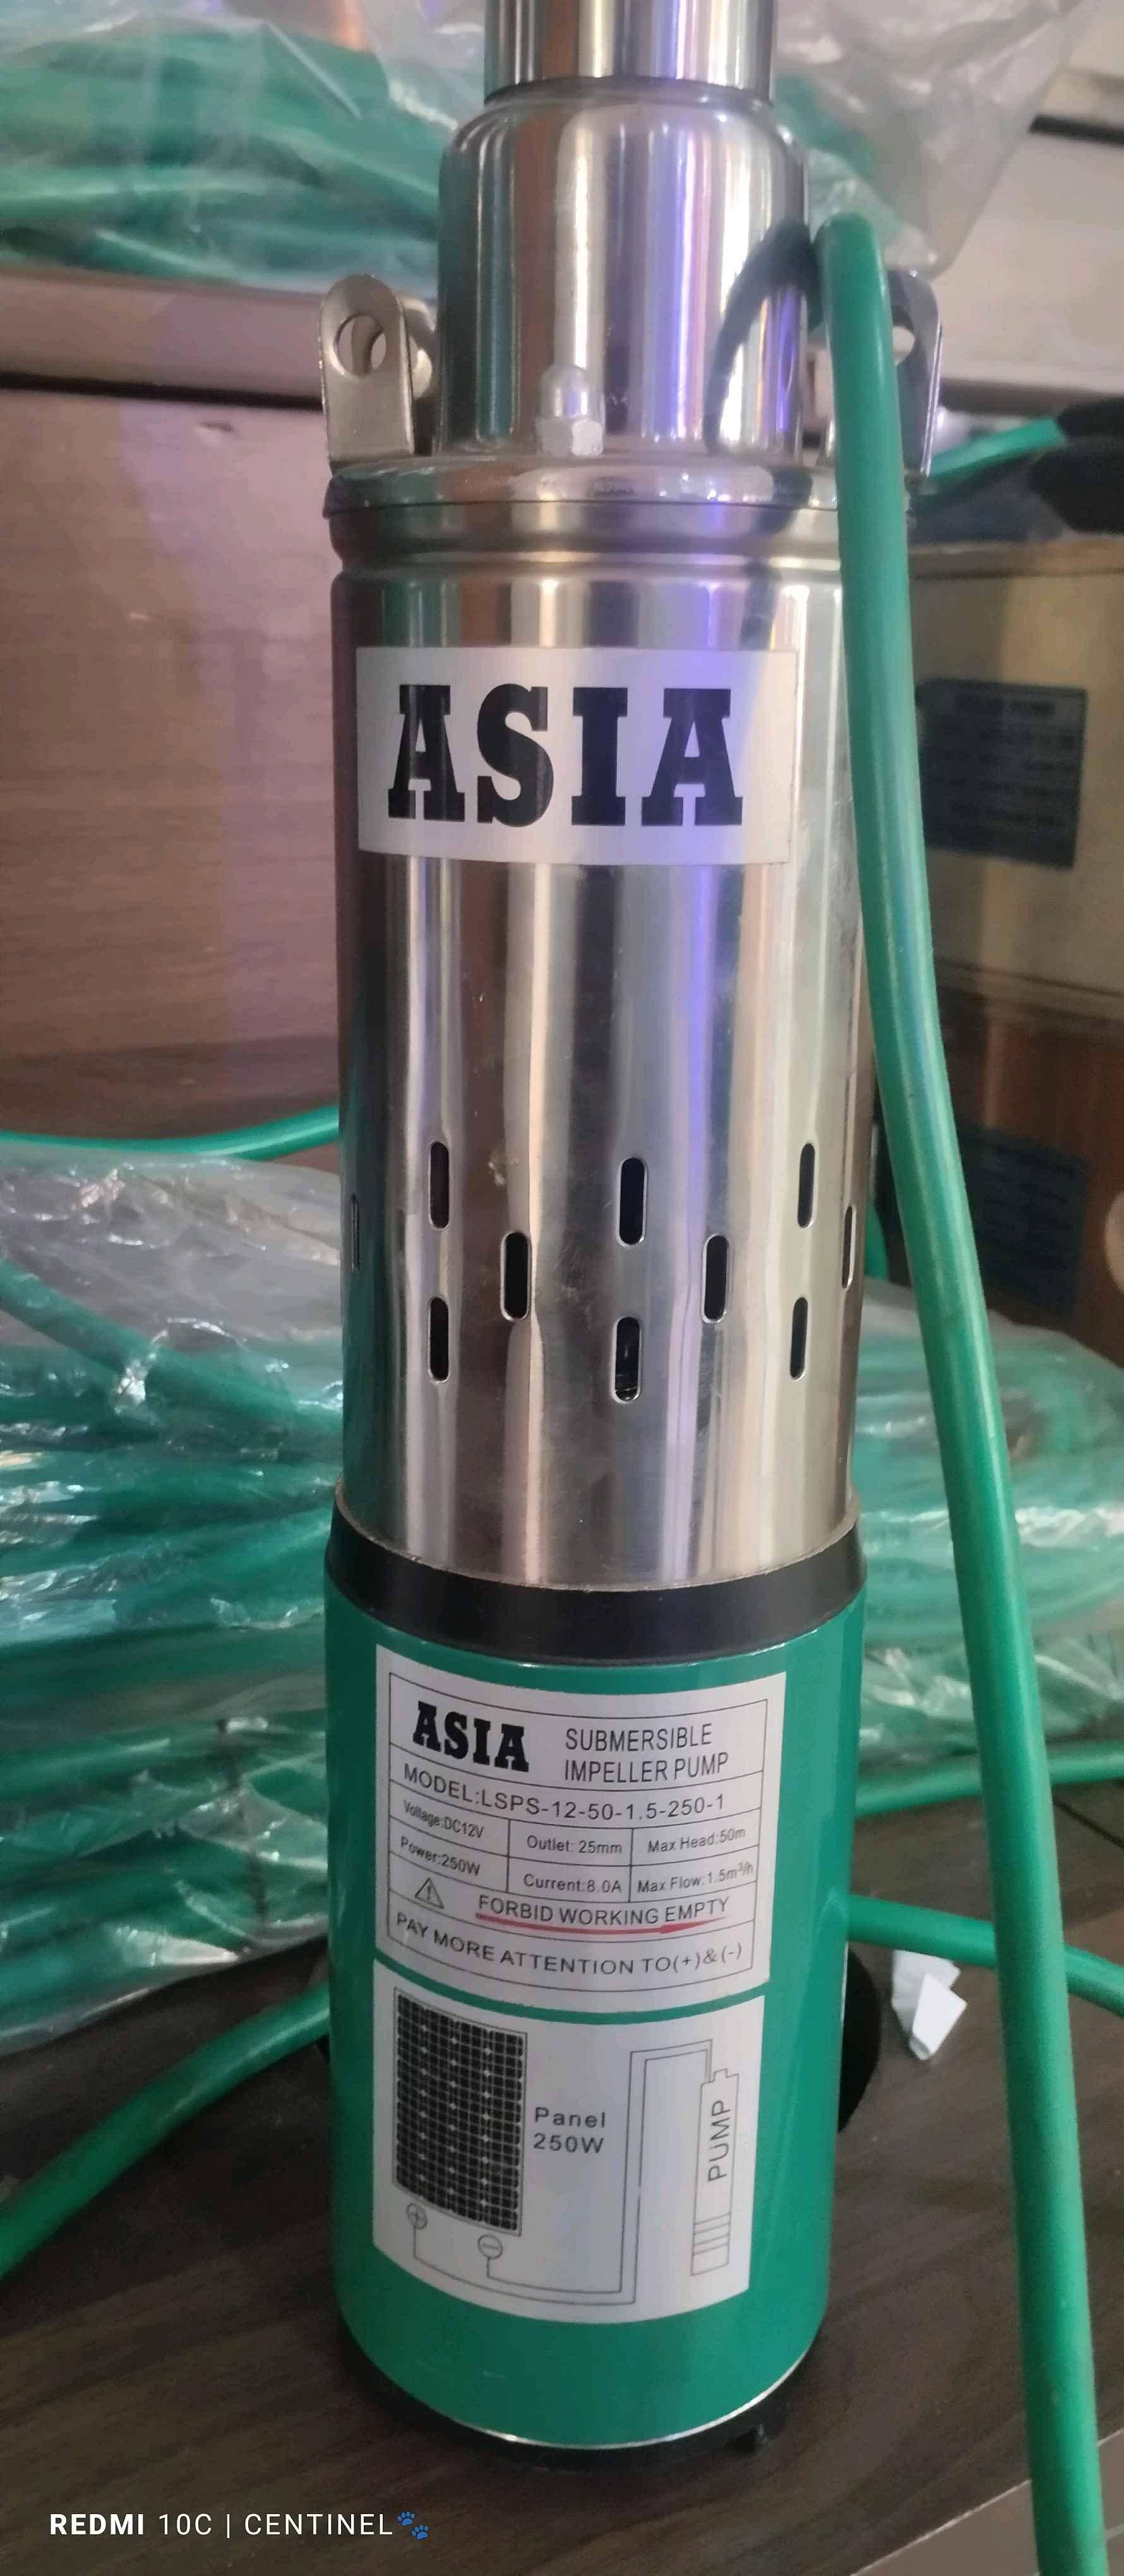 ASIA
ASIA SUBMERSIBLE
IMPELLER PUMP
MODEL:LSPS-12-50-1.5-250-1
Voltage:DC12V Outlet: 25mm Max Head:50m
Power:250W Current:8.0A Max Flow:1.5m³/h
FORBID WORKING EMPTY
PAY MORE ATTENTION TO(+)&(-)
Panel
250W
PUMP
+
−
REDMI 10C | CENTINEL🐾